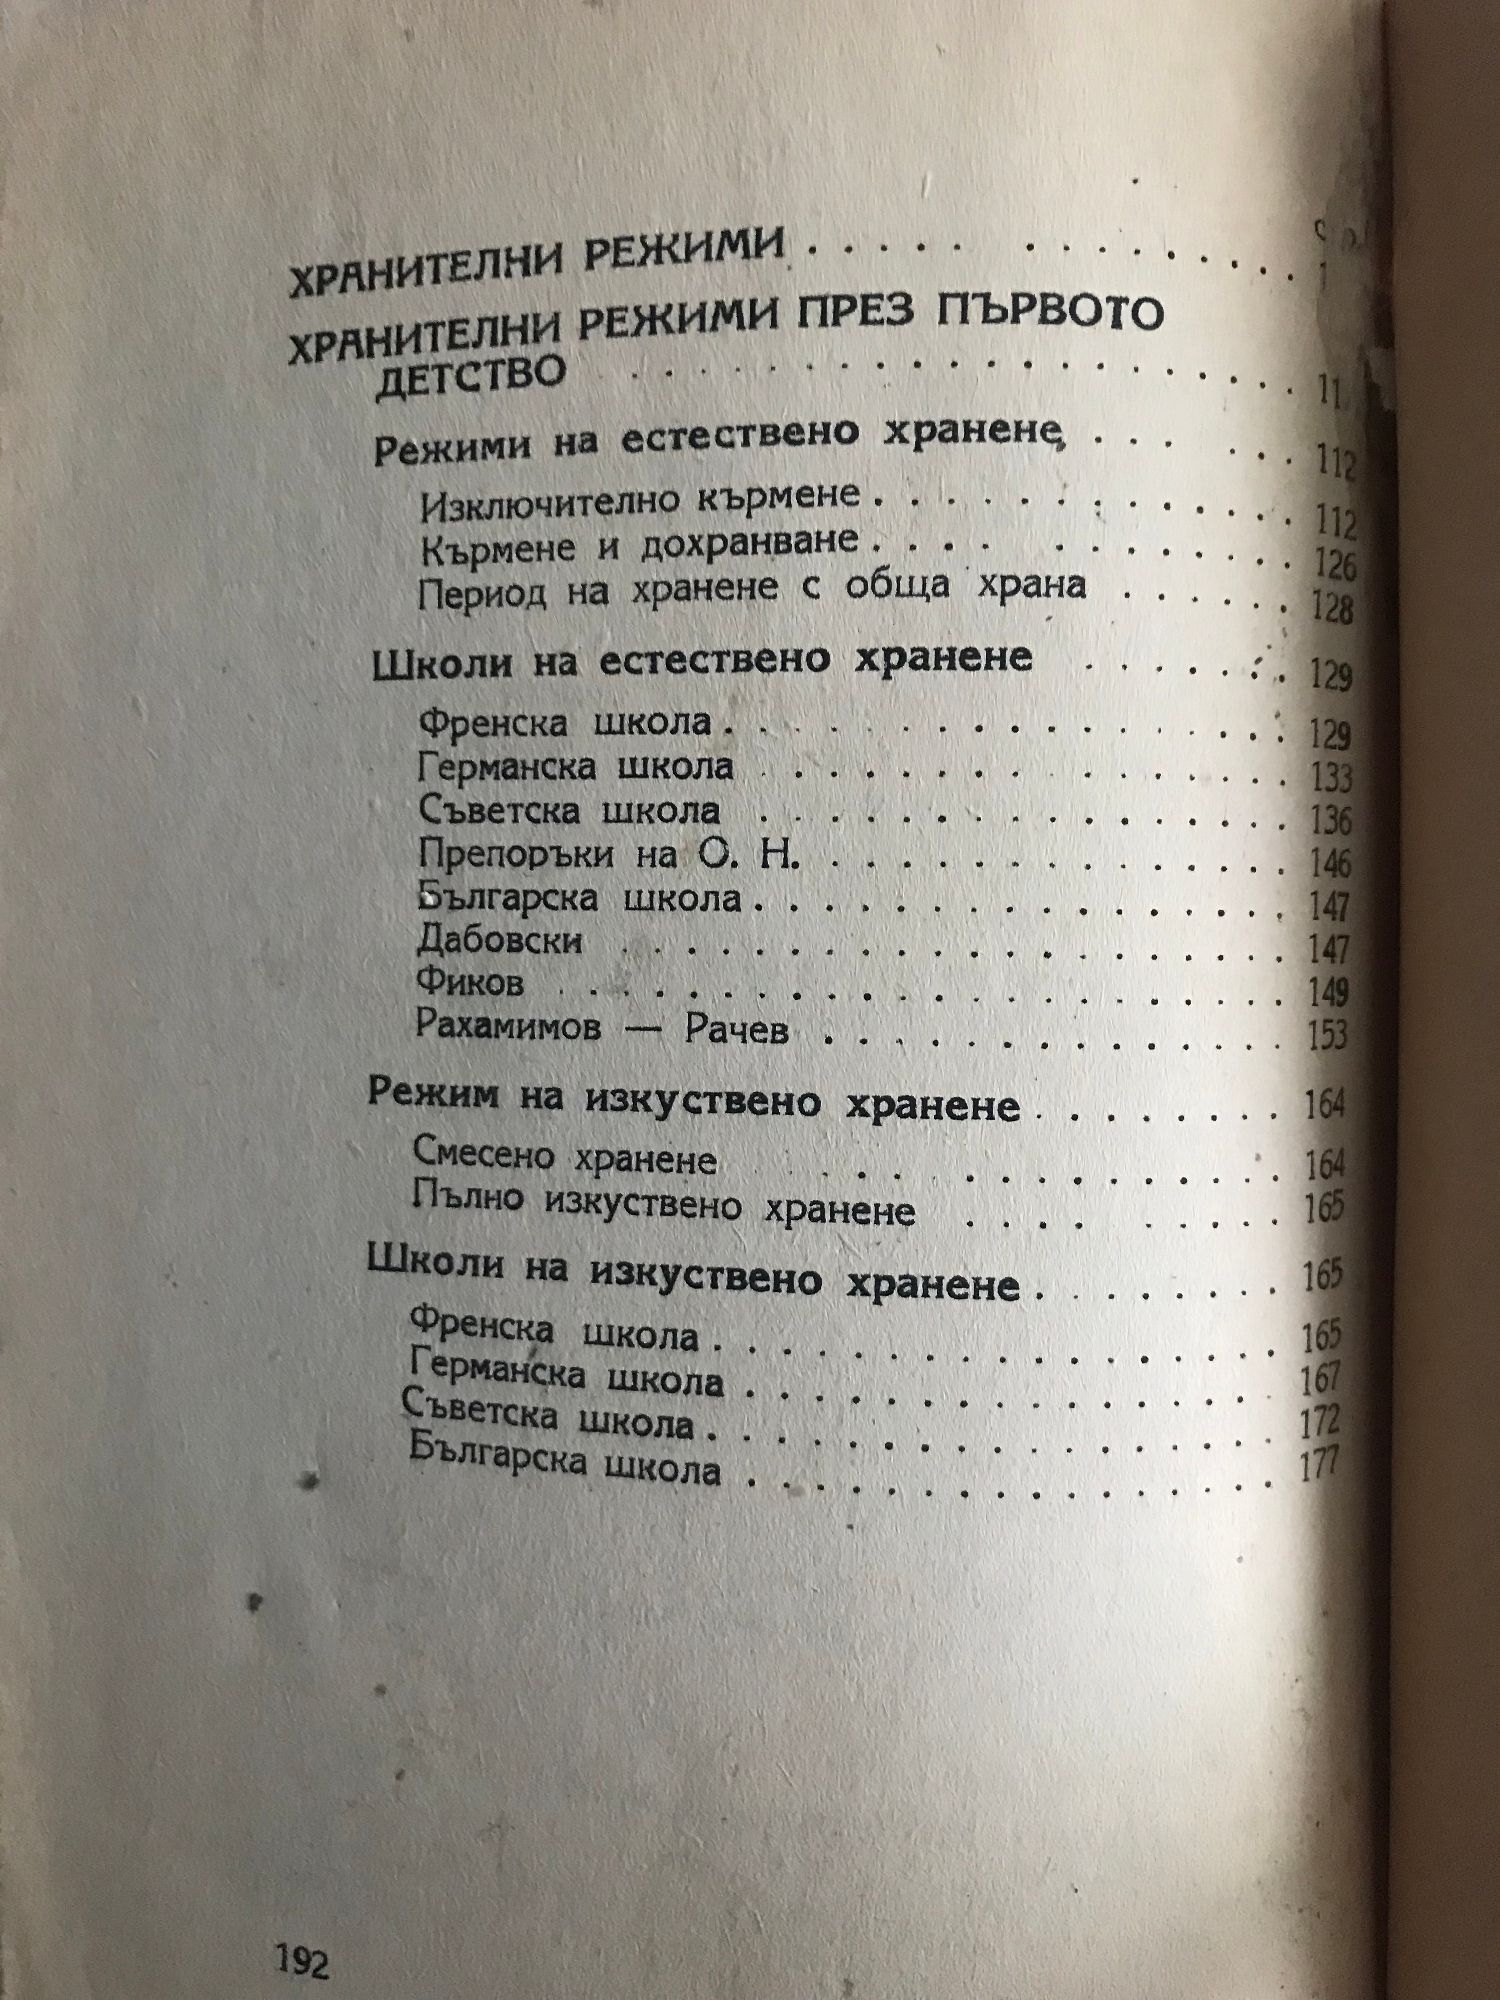 ХРАНИТЕЛНИ РЕЖИМИ . . . . . . . . . . . . .
ХРАНИТЕЛНИ РЕЖИМИ ПРЕЗ ПЪРВОТО
ДЕТСТВО . . . . . . . . . . . . . . . . . . .
Режими на естествено хранене . . . . . . 112
Изключително кърмене . . . . . . . . . . . . 112
Кърмене и дохранване . . . . . . . . . . . 126
Период на хранене с обща храна . . . . . . 128
Школи на естествено хранене . . . . . . 129
Френска школа . . . . . . . . . . . . . . . . 129
Германска школа . . . . . . . . . . . . . . . 133
Съветска школа . . . . . . . . . . . . . . . 136
Препоръки на О. Н. . . . . . . . . . . . . . 146
Българска школа . . . . . . . . . . . . . . . 147
Дабовски . . . . . . . . . . . . . . . . . . . 147
Фиков . . . . . . . . . . . . . . . . . . . . . 149
Рахамимов — Рачев . . . . . . . . . . . . . 153
Режим на изкуствено хранене . . . . . . . . 164
Смесено хранене . . . . . . . . . . . . . 164
Пълно изкуствено хранене . . . . . . . . 165
Школи на изкуствено хранене . . . . . . . . 165
Френска школа . . . . . . . . . . . . . . . . 165
Германска школа . . . . . . . . . . . . . . . 167
Съветска школа . . . . . . . . . . . . . . . . 172
Българска школа . . . . . . . . . . . . . . . 177
192